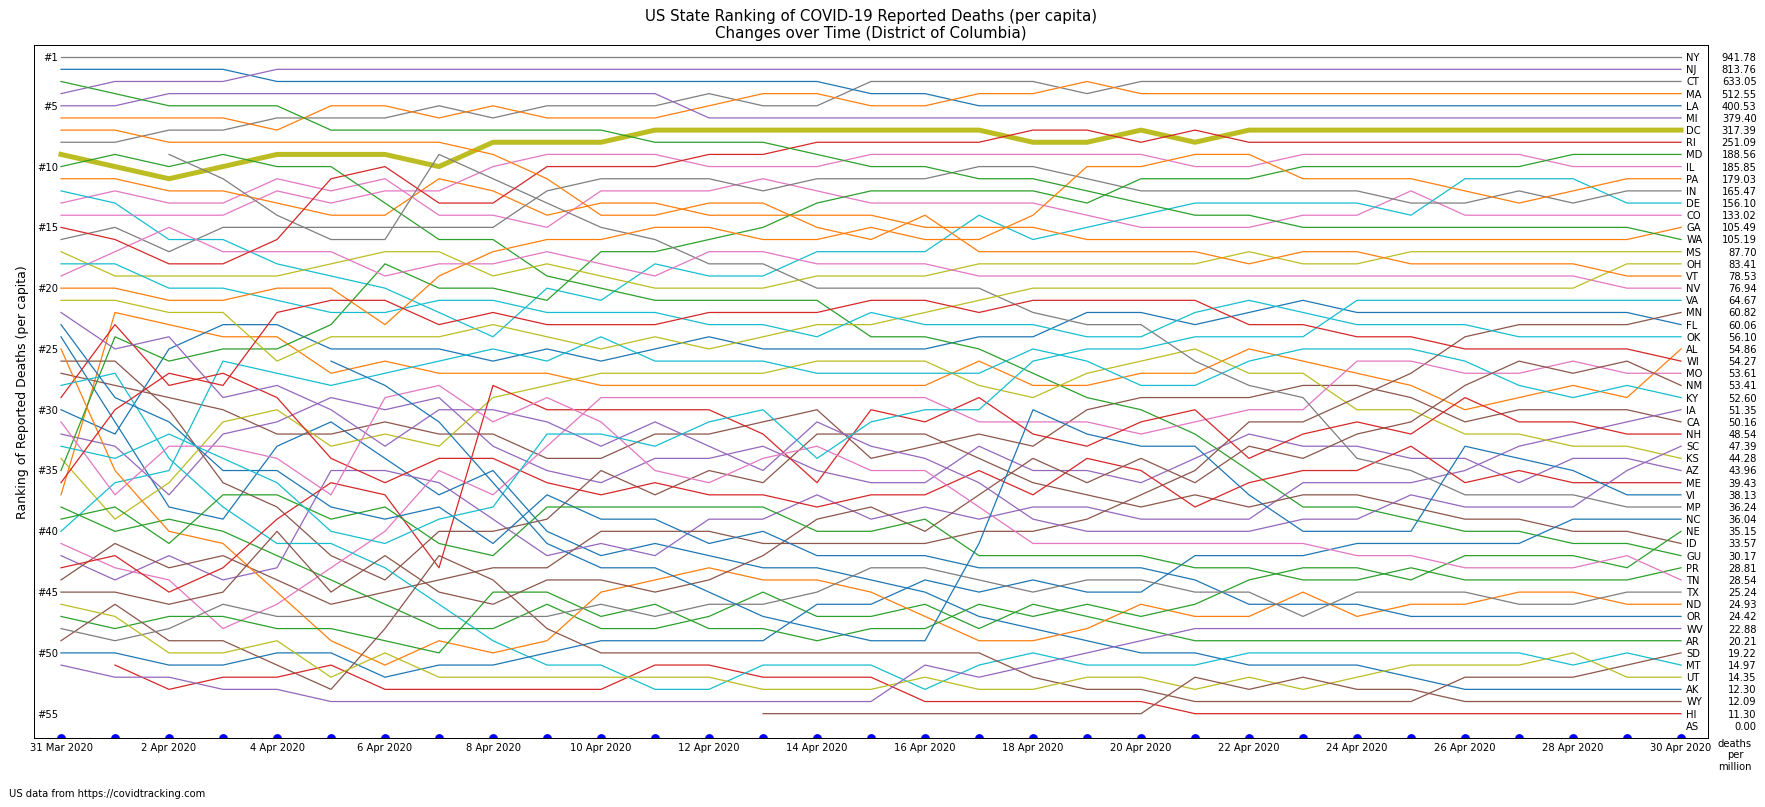 US State Ranking of COVID-19 Reported Deaths (per capita)
Changes over Time (District of Columbia)
Ranking of Reported Deaths (per capita)
#1
#5
#10
#15
#20
#25
#30
#35
#40
#45
#50
#55
NY 941.78
NJ 813.76
CT 633.05
MA 512.55
LA 400.53
MI 379.40
DC 317.39
RI 251.09
MD 188.56
IL 185.85
PA 179.03
IN 165.47
DE 156.10
CO 133.02
GA 105.49
WA 105.19
MS 87.70
OH 83.41
VT 78.53
NV 76.94
VA 64.67
MN 60.82
FL 60.06
OK 56.10
AL 54.86
WI 54.27
MO 53.61
NM 53.41
KY 52.60
IA 51.35
CA 50.16
NH 48.54
SC 47.39
KS 44.28
AZ 43.96
ME 39.43
VI 38.13
MP 36.24
NC 36.04
NE 35.15
ID 33.57
GU 30.17
PR 28.81
TN 28.54
TX 25.24
ND 24.93
OR 24.42
WV 22.88
AR 20.21
SD 19.22
MT 14.97
UT 14.35
AK 12.30
WY 12.09
HI 11.30
AS 0.00
31 Mar 2020 2 Apr 2020 4 Apr 2020 6 Apr 2020 8 Apr 2020 10 Apr 2020 12 Apr 2020 14 Apr 2020 16 Apr 2020 18 Apr 2020 20 Apr 2020 22 Apr 2020 24 Apr 2020 26 Apr 2020 28 Apr 2020 30 Apr 2020
deaths
per
million
US data from https://covidtracking.com